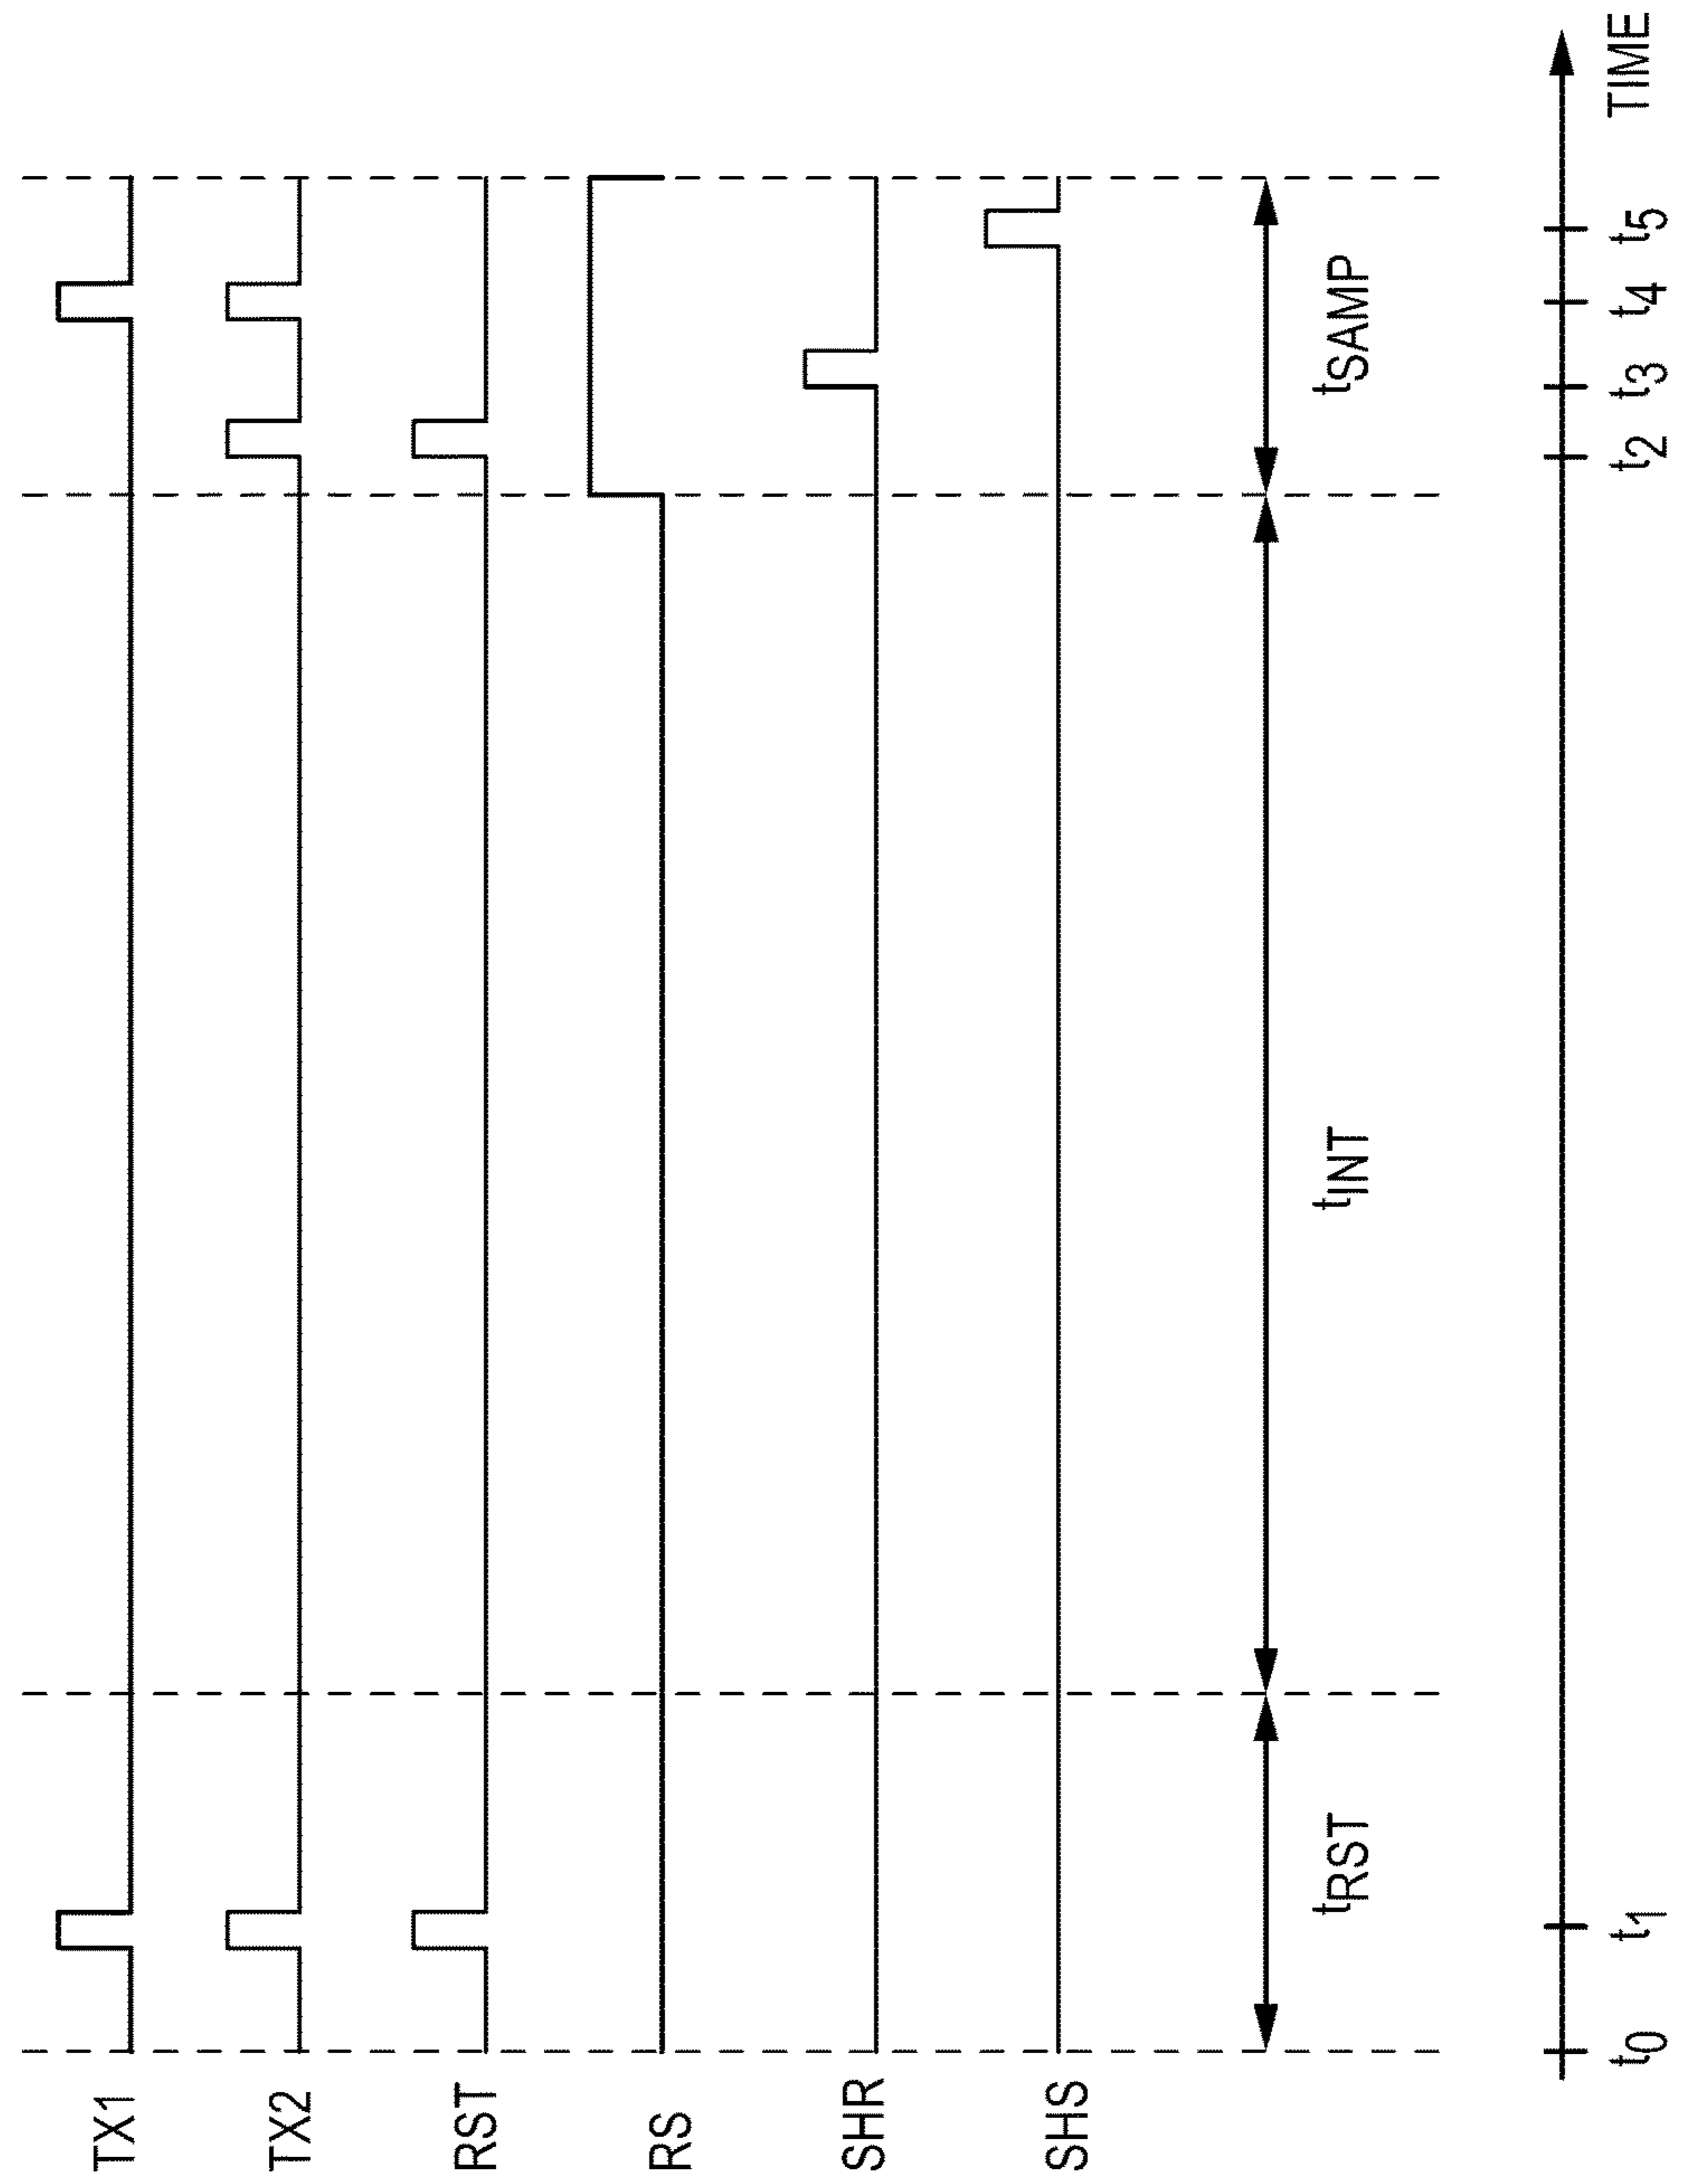 TX1
TX2
RST
RS
SHR
SHS
tRST tINT tSAMP
t0 t1 t2 t3 t4 t5 TIME